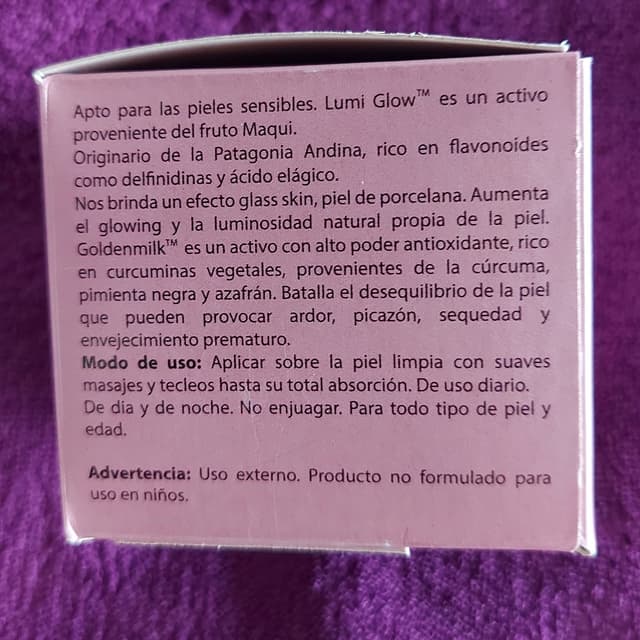 Apto para las pieles sensibles. Lumi Glow™ es un activo
proveniente del fruto Maqui.
Originario de la Patagonia Andina, rico en flavonoides
como delfinidinas y ácido elágico.
Nos brinda un efecto glass skin, piel de porcelana. Aumenta
el glowing y la luminosidad natural propia de la piel.
Goldenmilk™ es un activo con alto poder antioxidante, rico
en curcuminas vegetales, provenientes de la cúrcuma,
pimienta negra y azafrán. Batalla el desequilibrio de la piel
que pueden provocar ardor, picazón, sequedad y
envejecimiento prematuro.
Modo de uso: Aplicar sobre la piel limpia con suaves
masajes y tecleos hasta su total absorción. De uso diario.
De dia y de noche. No enjuagar. Para todo tipo de piel y
edad.
Advertencia: Uso externo. Producto no formulado para
uso en niños.